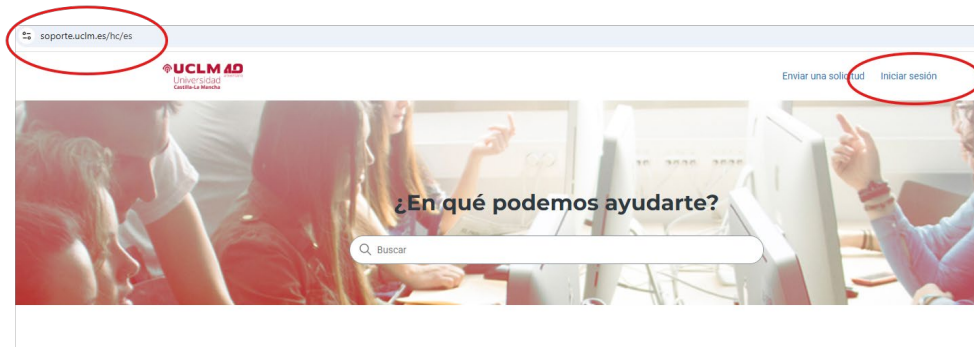 soporte.uclm.es/hc/es
UCLM
Universidad
Castilla-La Mancha
Enviar una solicitud Iniciar sesión
¿En qué podemos ayudarte?
Buscar